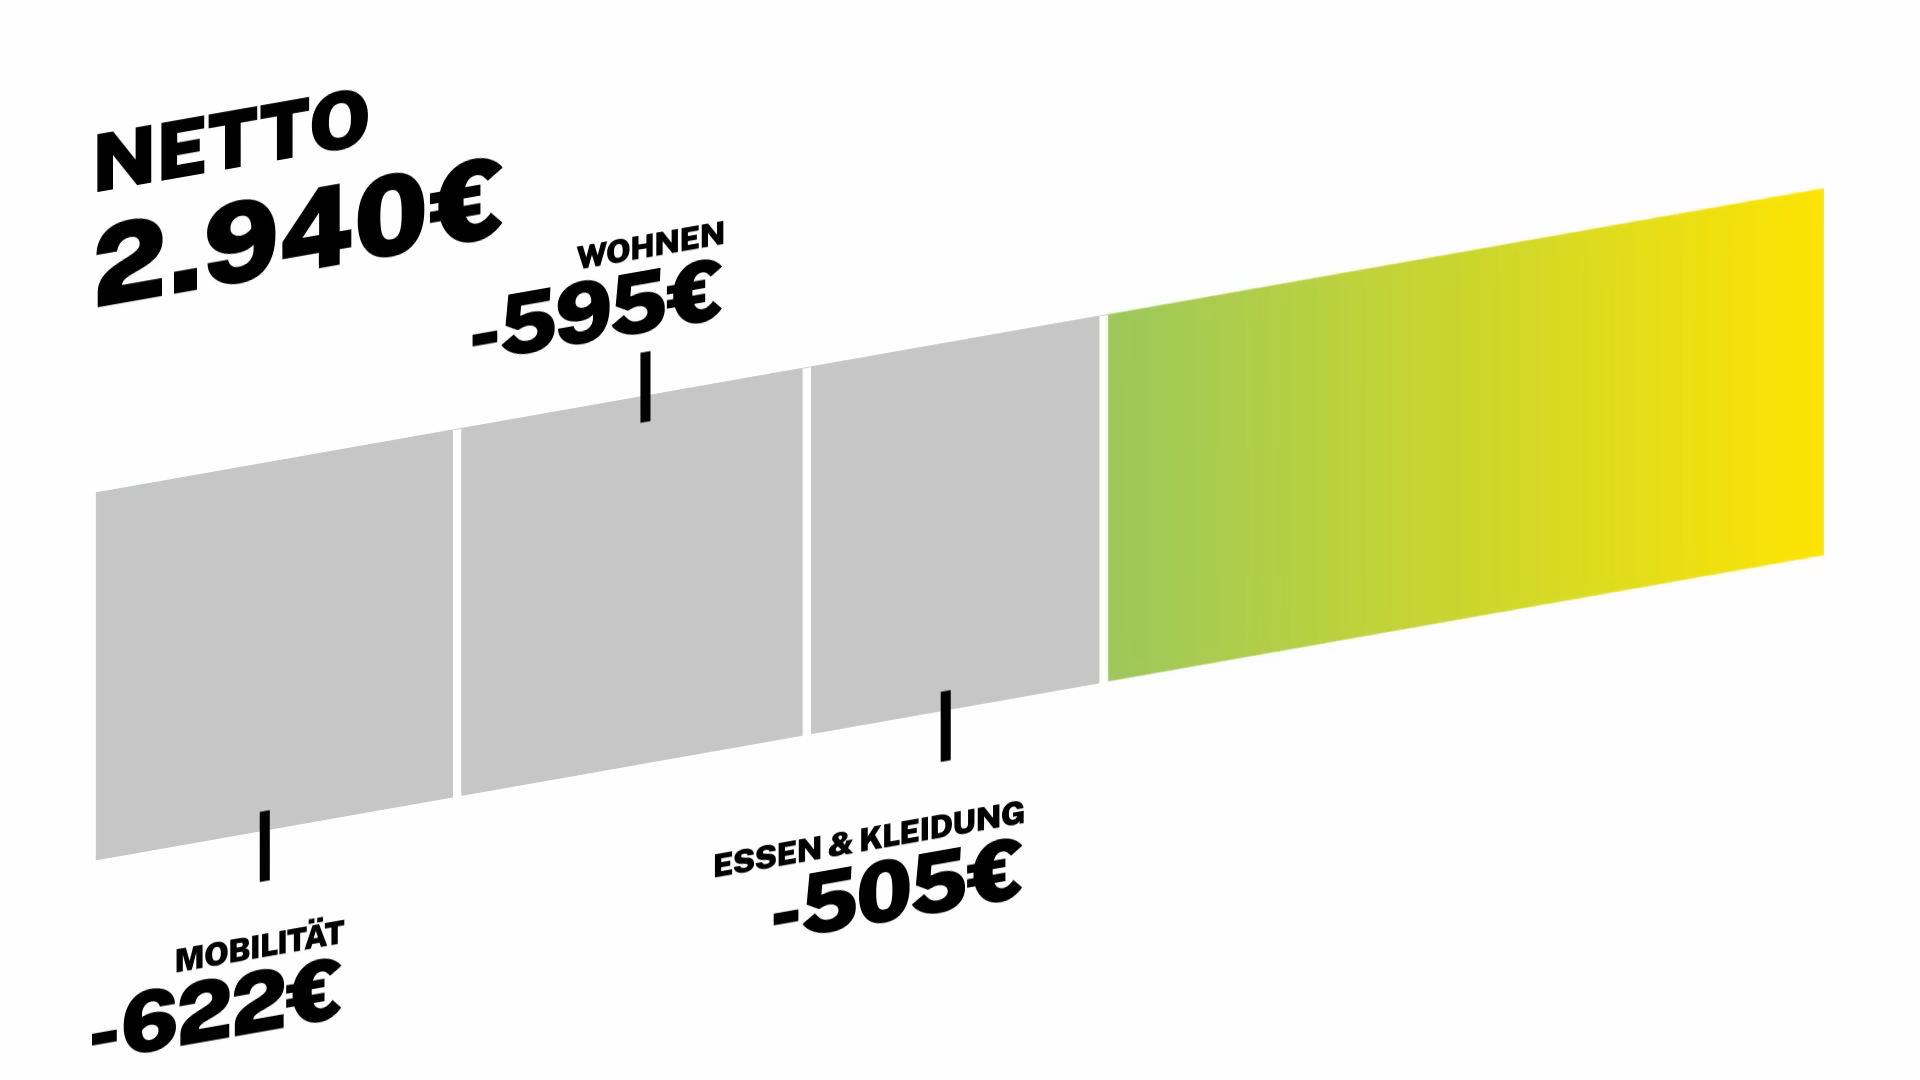 NETTO
2.940€
WOHNEN
-595€
ESSEN & KLEIDUNG
-505€
MOBILITÄT
-622€